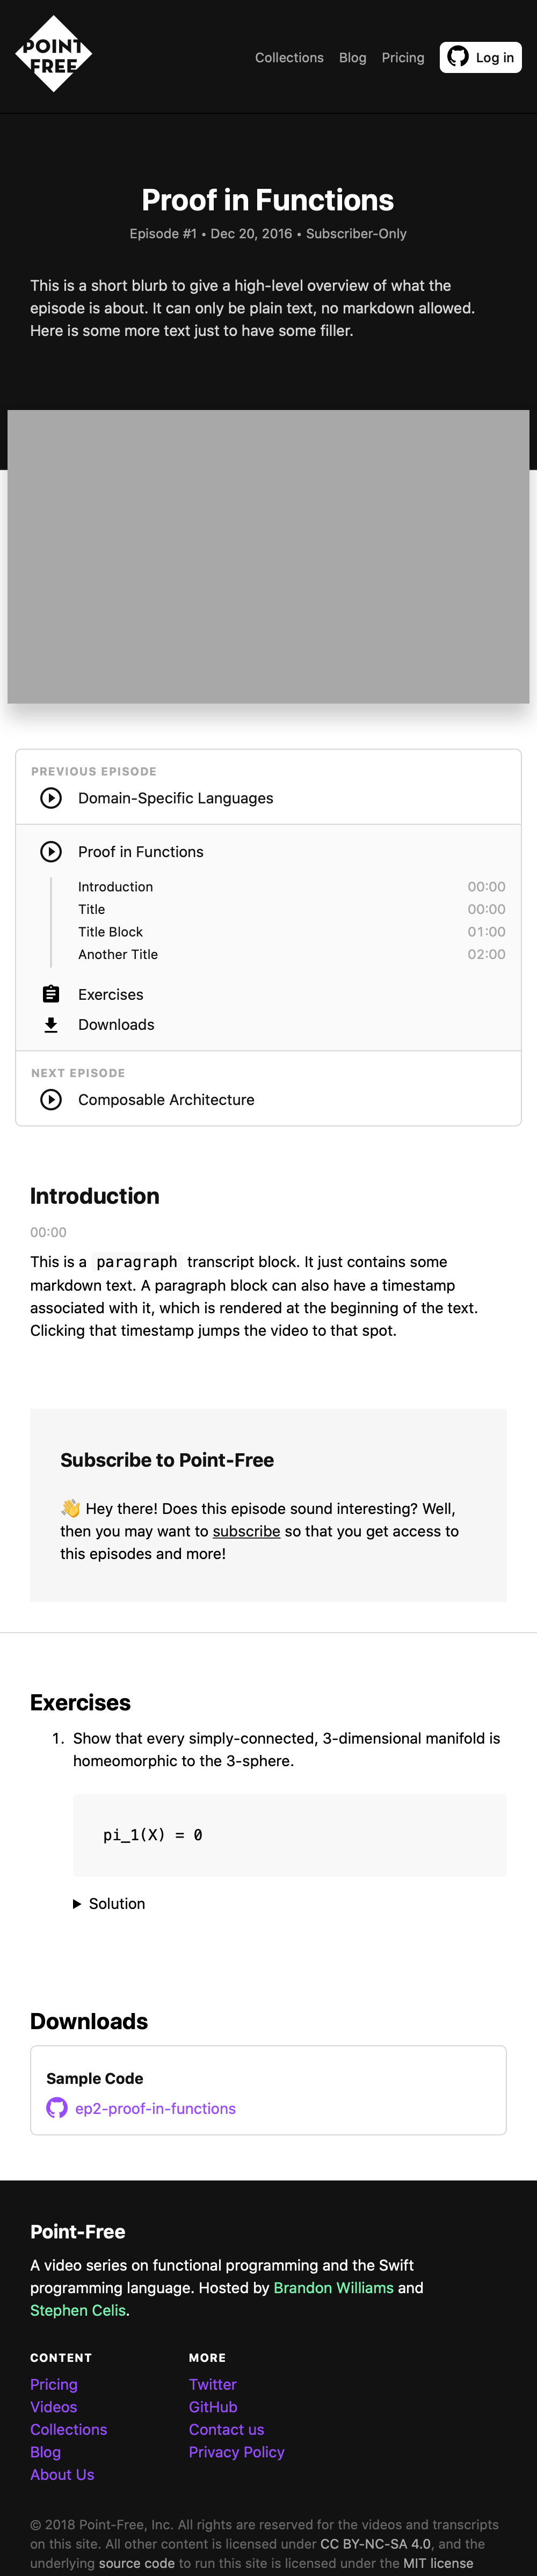 POINT
FREE
Collections Blog Pricing Log in
Proof in Functions
Episode #1 • Dec 20, 2016 • Subscriber-Only
This is a short blurb to give a high-level overview of what the
episode is about. It can only be plain text, no markdown allowed.
Here is some more text just to have some filler.
PREVIOUS EPISODE
Domain-Specific Languages
Proof in Functions
Introduction 00:00
Title 00:00
Title Block 01:00
Another Title 02:00
Exercises
Downloads
NEXT EPISODE
Composable Architecture
Introduction
00:00
This is a paragraph transcript block. It just contains some
markdown text. A paragraph block can also have a timestamp
associated with it, which is rendered at the beginning of the text.
Clicking that timestamp jumps the video to that spot.
Subscribe to Point-Free
👋 Hey there! Does this episode sound interesting? Well,
then you may want to subscribe so that you get access to
this episodes and more!
Exercises
1. Show that every simply-connected, 3-dimensional manifold is
homeomorphic to the 3-sphere.
pi_1(X) = 0
Solution
Downloads
Sample Code
ep2-proof-in-functions
Point-Free
A video series on functional programming and the Swift
programming language. Hosted by Brandon Williams and
Stephen Celis.
CONTENT
Pricing
Videos
Collections
Blog
About Us
MORE
Twitter
GitHub
Contact us
Privacy Policy
© 2018 Point-Free, Inc. All rights are reserved for the videos and transcripts
on this site. All other content is licensed under CC BY-NC-SA 4.0, and the
underlying source code to run this site is licensed under the MIT license